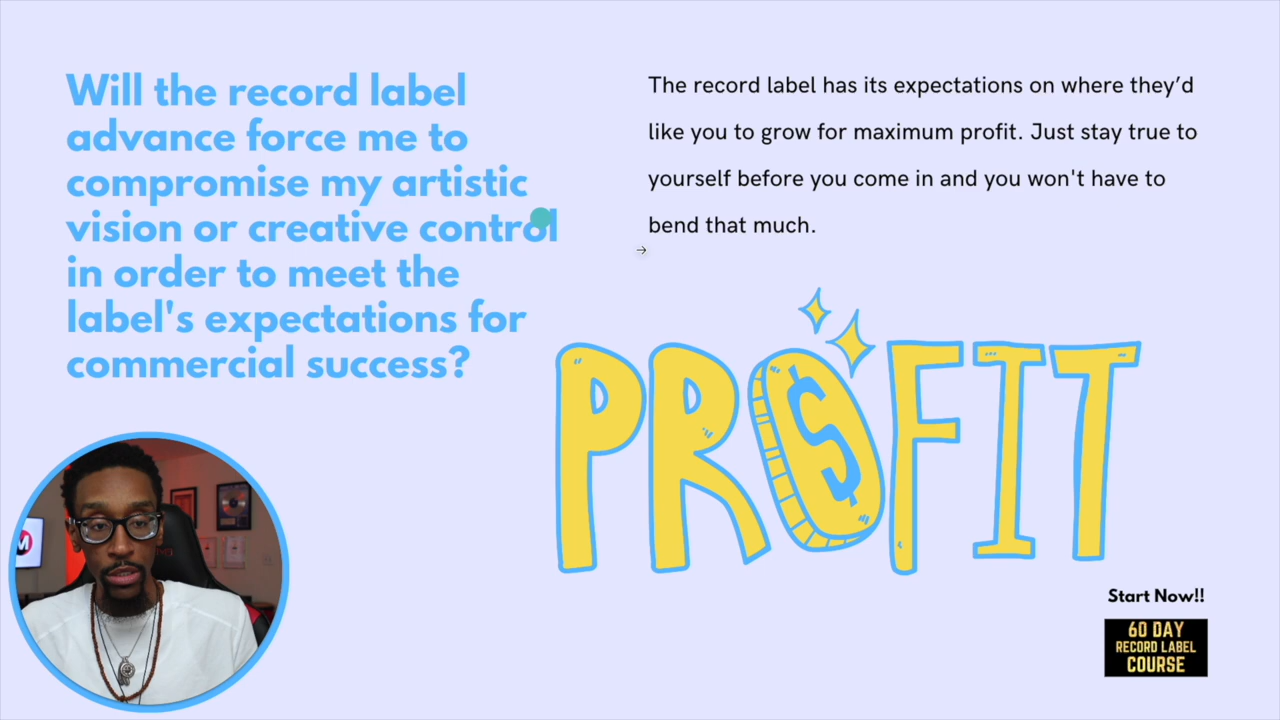 Will the record label
advance force me to
compromise my artistic
vision or creative control
in order to meet the
label's expectations for
commercial success?
The record label has its expectations on where they’d
like you to grow for maximum profit. Just stay true to
yourself before you come in and you won't have to
bend that much.
PROFIT
M
Start Now!!
60 DAY
RECORD LABEL
COURSE